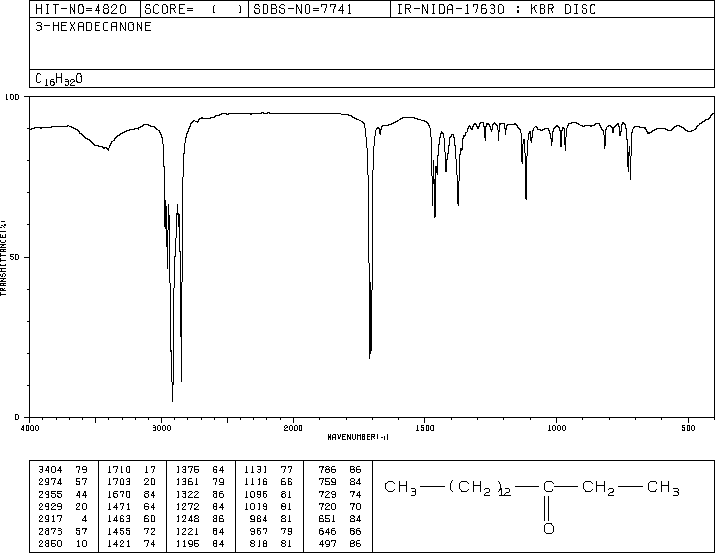 HIT-NO=4820 SCORE= ( ) SDBS-NO=7741 IR-NIDA-17630 : KBR DISC
3-HEXADECANONE
C16H32O
100
50
0
TRANSMITTANCE(%)
4000 3000 2000 1500 1000 500
WAVENUMBER(-1)
3404 79 1710 17 1376 64 1131 77 786 86
2974 57 1703 20 1361 79 1116 66 759 84
2955 44 1670 84 1322 86 1096 81 729 74
2929 20 1471 64 1272 84 1019 81 720 70
2917 4 1463 60 1248 86 984 81 651 84
2873 57 1455 72 1221 84 967 79 646 86
2850 10 1421 74 1196 84 818 81 497 86
CH3—(CH2)12—C—CH2—CH3
O